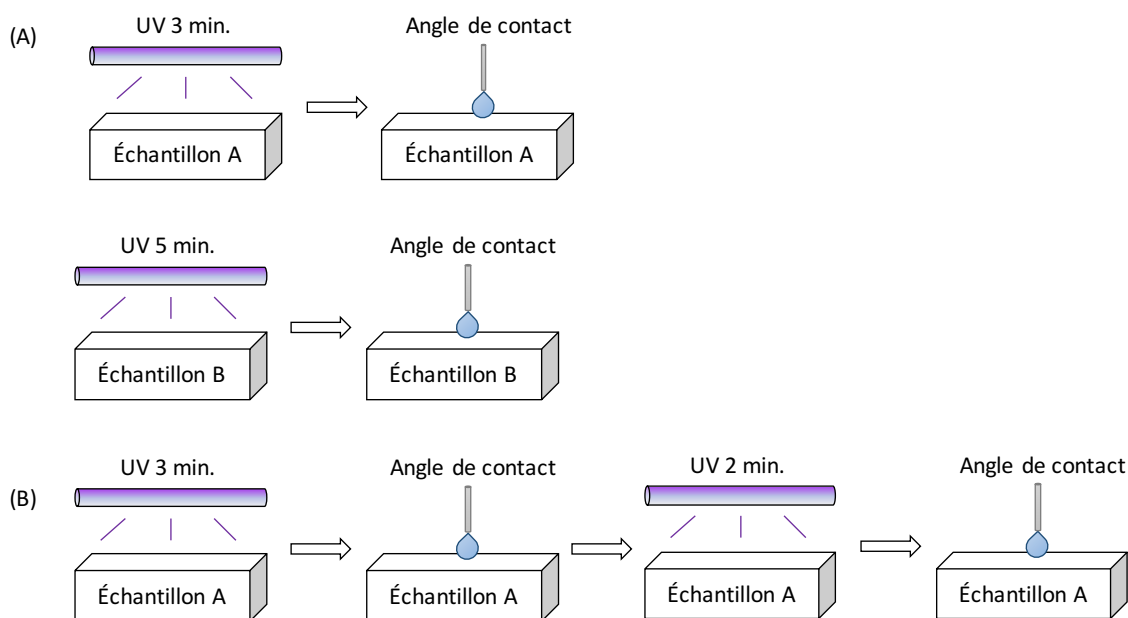 (A)
UV 3 min.
Angle de contact
Échantillon A
Échantillon A
UV 5 min.
Angle de contact
Échantillon B
Échantillon B
(B)
UV 3 min.
Angle de contact
UV 2 min.
Angle de contact
Échantillon A
Échantillon A
Échantillon A
Échantillon A